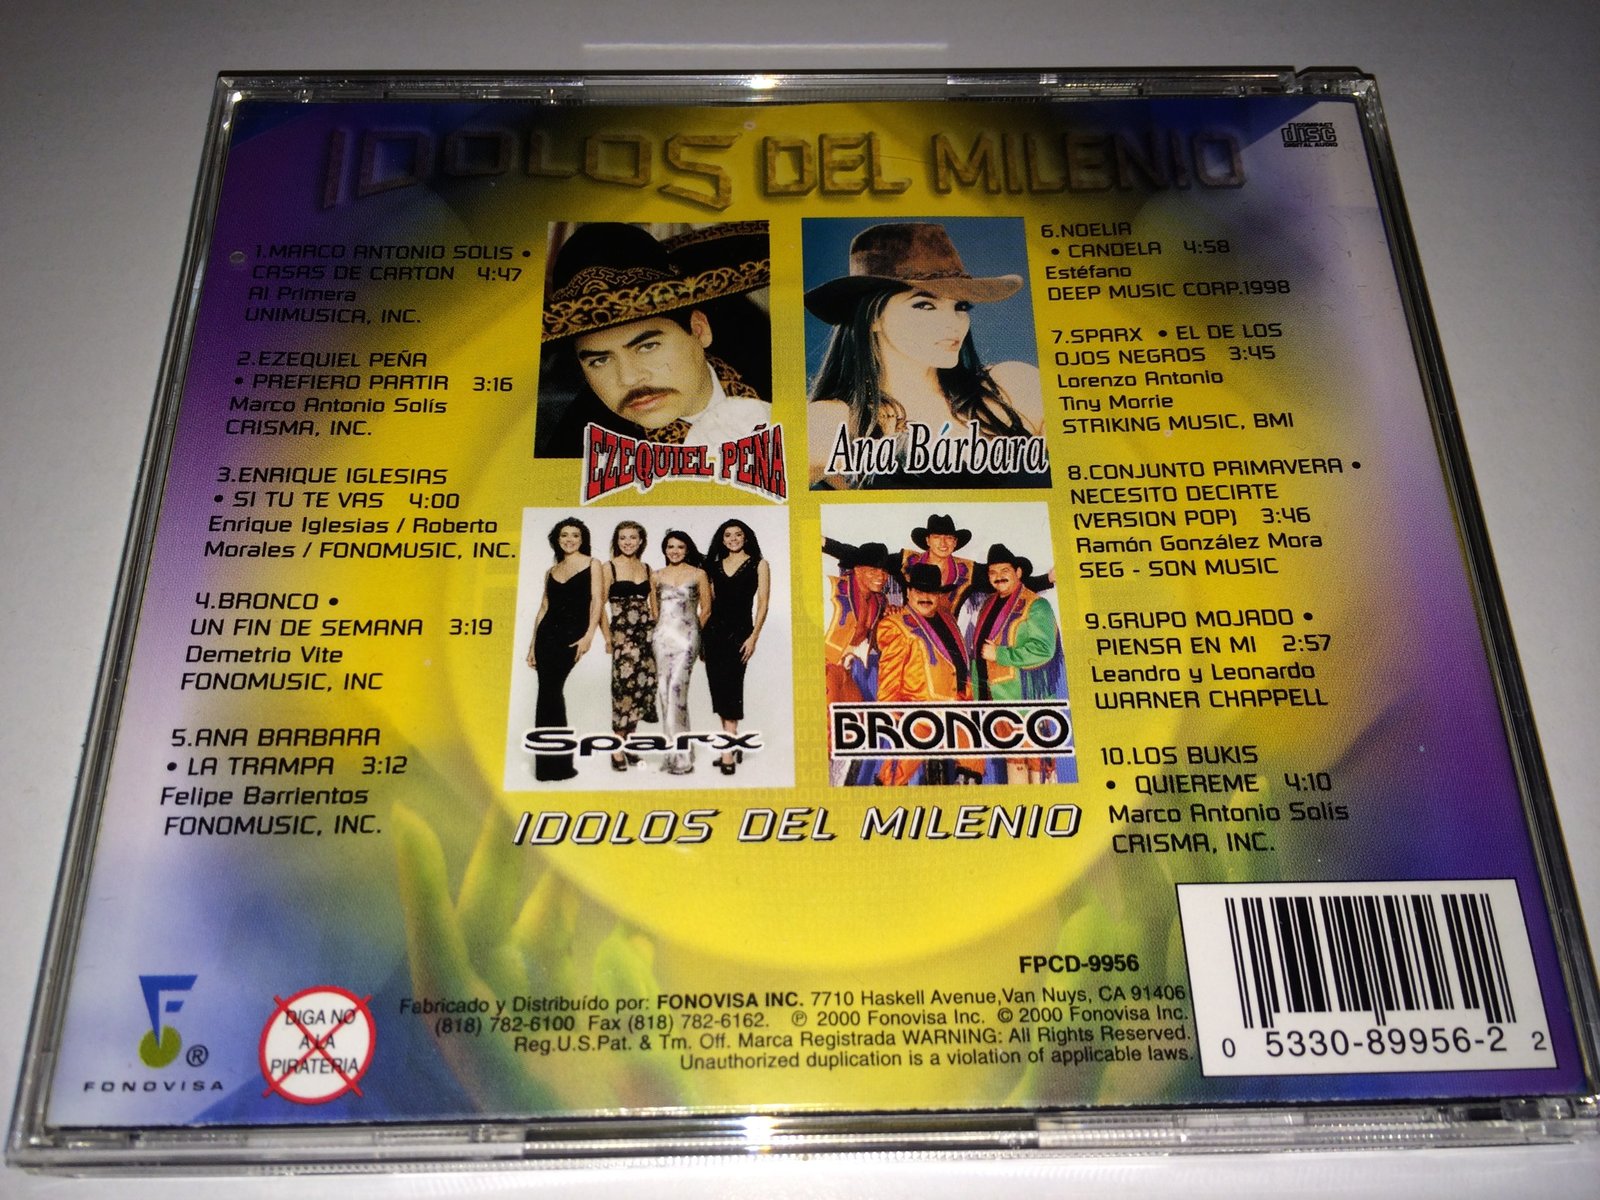 IDOLOS DEL MILENIO
COMPACT
disc
DIGITAL AUDIO
1.MARCO ANTONIO SOLIS •
CASAS DE CARTON 4:47
Al Primera
UNIMUSICA, INC.
2.EZEQUIEL PEÑA
• PREFIERO PARTIR 3:16
Marco Antonio Solís
CRISMA, INC.
3.ENRIQUE IGLESIAS
• SI TU TE VAS 4:00
Enrique Iglesias / Roberto
Morales / FONOMUSIC, INC.
4.BRONCO •
UN FIN DE SEMANA 3:19
Demetrio Vite
FONOMUSIC, INC
5.ANA BARBARA
• LA TRAMPA 3:12
Felipe Barrientos
FONOMUSIC, INC.
EZEQUIEL PEÑA
Ana Bárbara
Sparx
BRONCO
IDOLOS DEL MILENIO
6.NOELIA
• CANDELA 4:58
Estéfano
DEEP MUSIC CORP.1998
7.SPARX • EL DE LOS
OJOS NEGROS 3:45
Lorenzo Antonio
Tiny Morrie
STRIKING MUSIC, BMI
8.CONJUNTO PRIMAVERA •
NECESITO DECIRTE
(VERSION POP) 3:46
Ramón González Mora
SEG - SON MUSIC
9.GRUPO MOJADO •
PIENSA EN MI 2:57
Leandro y Leonardo
WARNER CHAPPELL
10.LOS BUKIS
• QUIEREME 4:10
Marco Antonio Solís
CRISMA, INC.
F
®
FONOVISA
DIGA NO
A LA
PIRATERIA
FPCD-9956
Fabricado y Distribuído por: FONOVISA INC. 7710 Haskell Avenue,Van Nuys, CA 91406
(818) 782-6100 Fax (818) 782-6162. ℗ 2000 Fonovisa Inc. © 2000 Fonovisa Inc.
Reg.U.S.Pat. & Tm. Off. Marca Registrada WARNING: All Rights Reserved.
Unauthorized duplication is a violation of applicable laws.
0 5330-89956-2 2